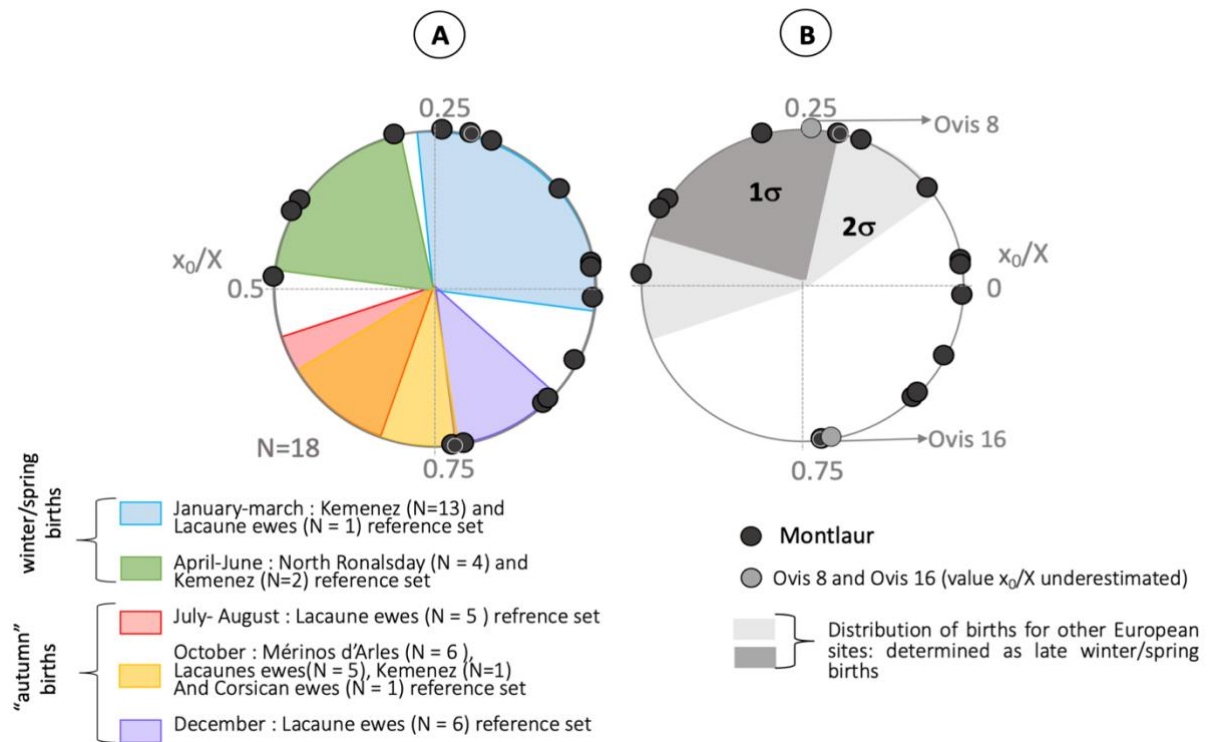 A
B
0.25
0.25
Ovis 8
1σ
2σ
x₀/X
x₀/X
0.5
0
N=18
0.75
Ovis 16
0.75
winter/spring
births
January-march : Kemenez (N=13) and
Lacaune ewes (N = 1) reference set
April-June : North Ronalsday (N = 4) and
Kemenez (N=2) reference set
"autumn"
births
July- August : Lacaune ewes (N = 5 ) refrence set
October : Mérinos d'Arles (N = 6 ),
Lacaunes ewes(N = 5), Kemenez (N=1)
And Corsican ewes (N = 1) reference set
December : Lacaune ewes (N = 6) reference set
Montlaur
Ovis 8 and Ovis 16 (value x₀/X underestimated)
Distribution of births for other European
sites: determined as late winter/spring
births